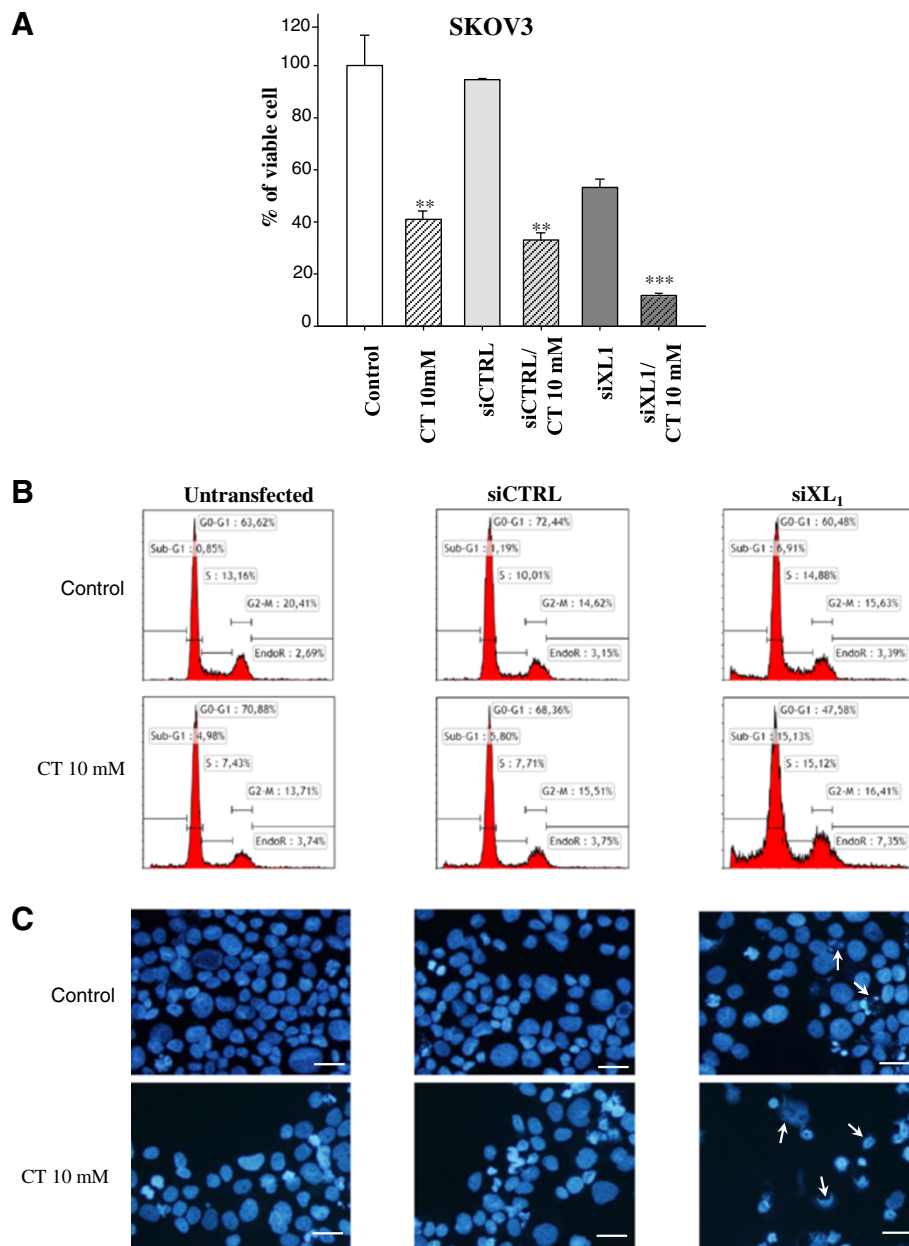 A
SKOV3
% of viable cell
120
100
80
60
40
20
0
**
**
***
Control
CT 10mM
siCTRL
siCTRL/
CT 10 mM
siXL1
siXL1/
CT 10 mM
B
Untransfected
siCTRL
siXL1
Control
G0-G1 : 63,62%
Sub-G1 : 0,85%
S : 13,16%
G2-M : 20,41%
EndoR : 2,69%
G0-G1 : 72,44%
Sub-G1 : 1,19%
S : 10,01%
G2-M : 14,62%
EndoR : 3,15%
G0-G1 : 60,48%
Sub-G1 : 6,91%
S : 14,88%
G2-M : 15,63%
EndoR : 3,39%
CT 10 mM
G0-G1 : 70,88%
Sub-G1 : 4,98%
S : 7,43%
G2-M : 13,71%
EndoR : 3,74%
G0-G1 : 68,36%
Sub-G1 : 5,80%
S : 7,71%
G2-M : 15,51%
EndoR : 3,75%
G0-G1 : 47,58%
Sub-G1 : 15,13%
S : 15,12%
G2-M : 16,41%
EndoR : 7,35%
C
Control
CT 10 mM